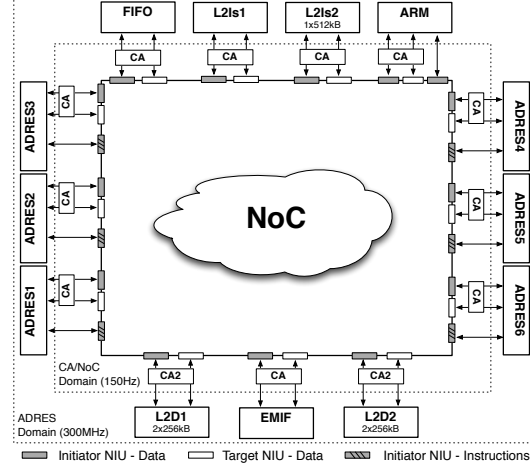 FIFO
L2Is1
L2Is2
1x512kB
ARM
CA
CA
CA
CA
ADRES3
CA
CA
ADRES4
ADRES2
CA
NoC
CA
ADRES5
ADRES1
CA
CA
ADRES6
CA/NoC
Domain (150Hz)
CA2
CA
CA2
ADRES
Domain (300MHz)
L2D1
2x256kB
EMIF
L2D2
2x256kB
Initiator NIU - Data
Target NIU - Data
Initiator NIU - Instructions